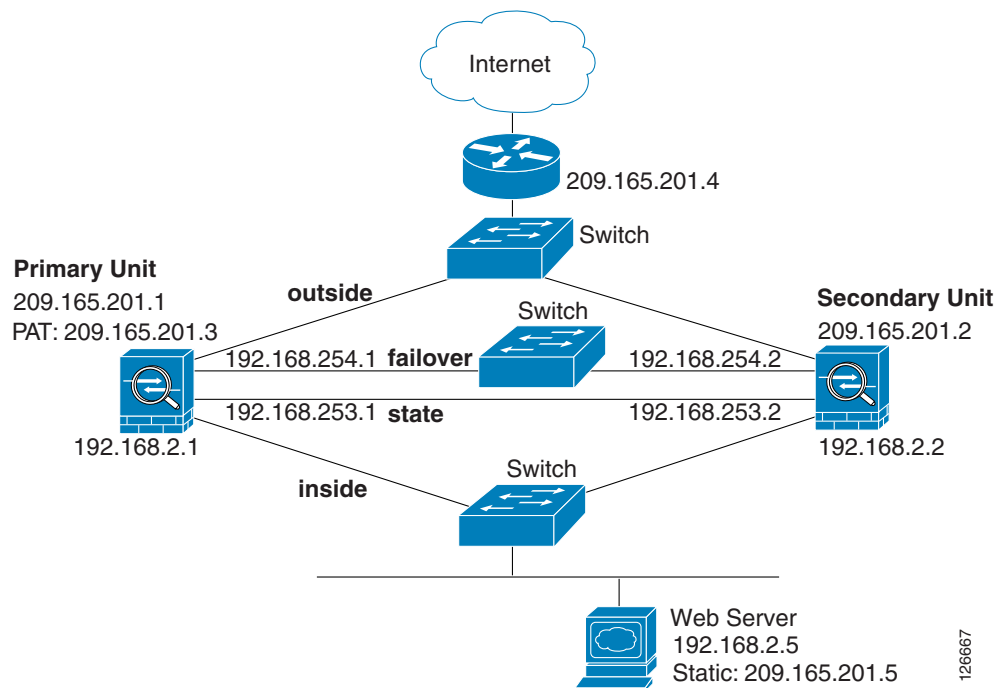 Internet
209.165.201.4
Switch
Primary Unit
209.165.201.1
PAT: 209.165.201.3
outside
Switch
Secondary Unit
209.165.201.2
192.168.254.1
failover
192.168.254.2
192.168.253.1
state
192.168.253.2
192.168.2.1
192.168.2.2
inside
Switch
Web Server
192.168.2.5
Static: 209.165.201.5
126667